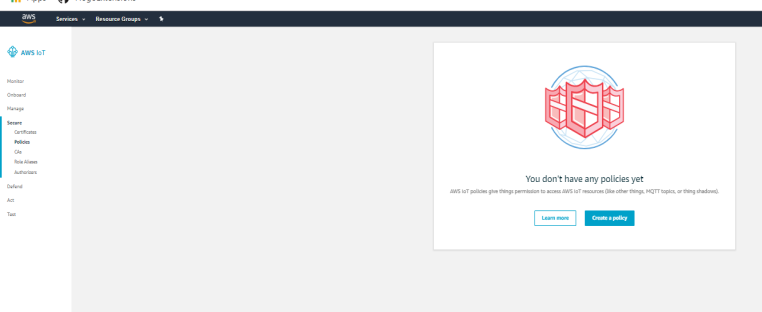 Apps
aws
Services
Resource Groups
AWS IoT
Monitor
Onboard
Manage
Secure
Certificates
Policies
CAs
Role Aliases
Authorizers
Defend
Act
Test
You don't have any policies yet
AWS IoT policies give things permission to access AWS IoT resources (like other things, MQTT topics, or thing shadows).
Learn more
Create a policy